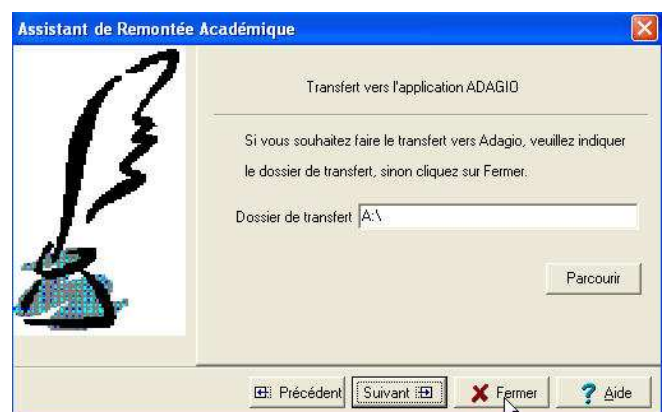 Assistant de Remontée Académique
Transfert vers l'application ADAGIO
Si vous souhaitez faire le transfert vers Adagio, veuillez indiquer
le dossier de transfert, sinon cliquez sur Fermer.
Dossier de transfert A:\
Parcourir
Précédent Suivant Fermer ? Aide